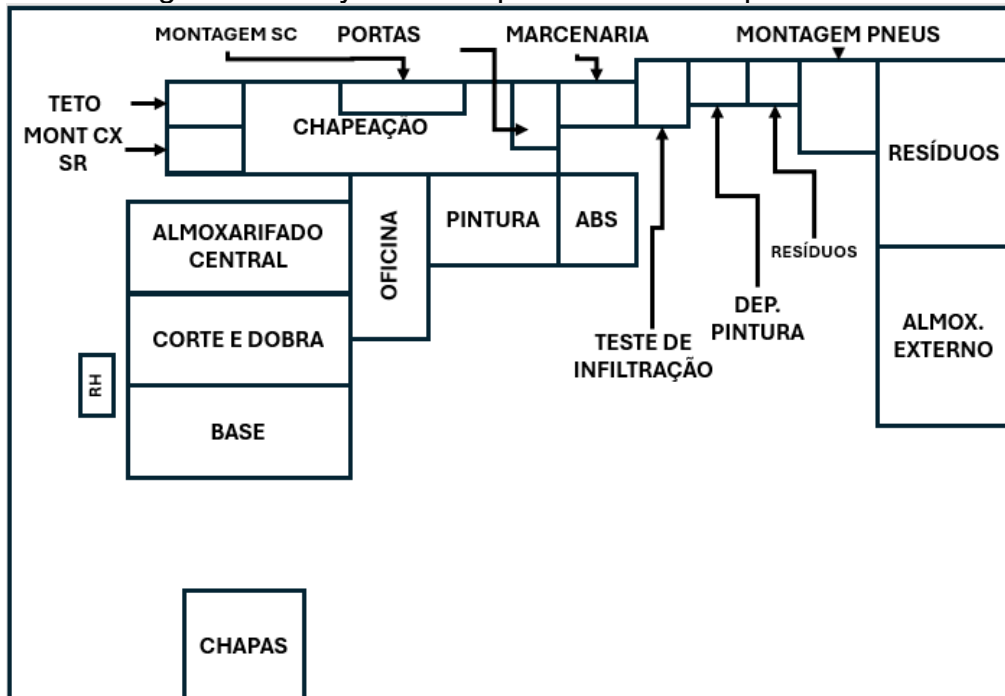 MONTAGEM SC
PORTAS
MARCENARIA
MONTAGEM PNEUS
TETO
MONT CX
SR
CHAPEAÇÃO
RESÍDUOS
ALMOXARIFADO
CENTRAL
OFICINA
PINTURA
ABS
RESÍDUOS
DEP.
PINTURA
CORTE E DOBRA
TESTE DE
INFILTRAÇÃO
ALMOX.
EXTERNO
RH
BASE
CHAPAS